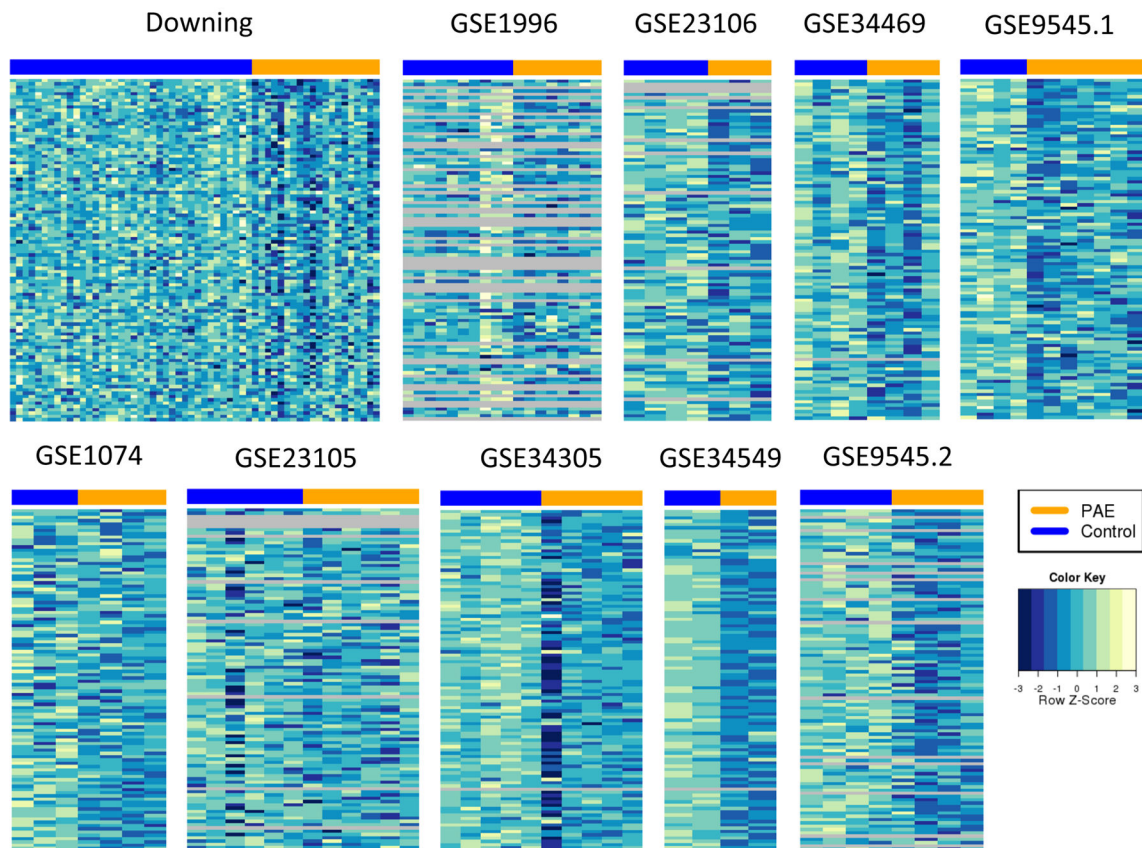 Downing
GSE1996
GSE23106
GSE34469
GSE9545.1
GSE1074
GSE23105
GSE34305
GSE34549
GSE9545.2
PAE
Control
Color Key
-3 -2 -1 0 1 2 3
Row Z-Score